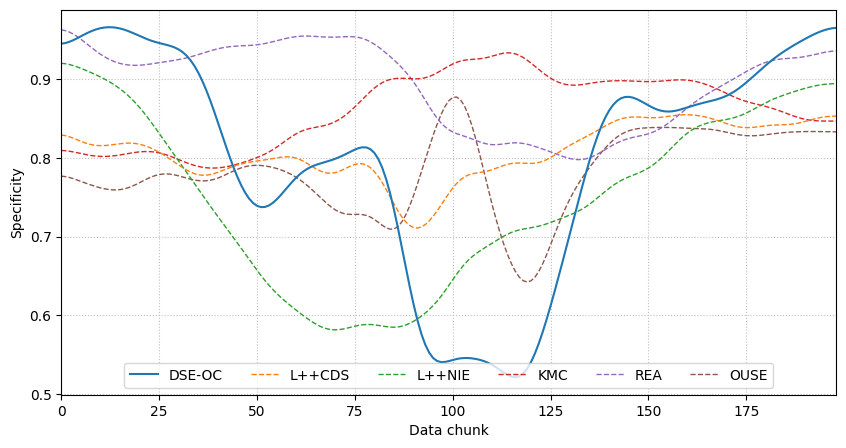 Specificity
0.9
0.8
0.7
0.6
0.5
DSE-OC L++CDS L++NIE KMC REA OUSE
0 25 50 75 100 125 150 175
Data chunk